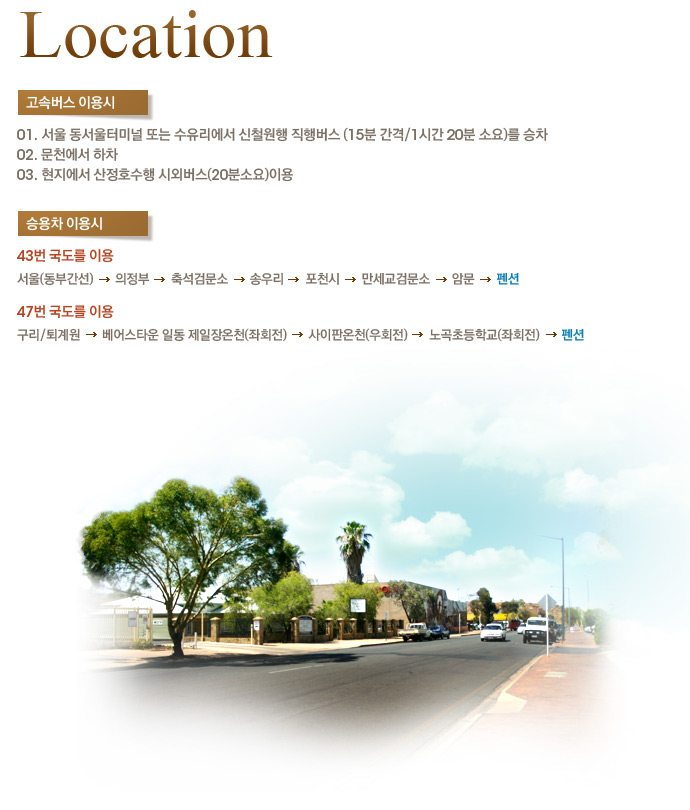 Location
고속버스 이용시
01. 서울 동서울터미널 또는 수유리에서 신철원행 직행버스 (15분 간격/1시간 20분 소요)를 승차
02. 문천에서 하차
03. 현지에서 산정호수행 시외버스(20분소요)이용
승용차 이용시
43번 국도를 이용
서울(동부간선) → 의정부 → 축석검문소 → 송우리 → 포천시 → 만세교검문소 → 암문 → 펜션
47번 국도를 이용
구리/퇴계원 → 베어스타운 일동 제일장온천(좌회전) → 사이판온천(우회전) → 노곡초등학교(좌회전) → 펜션